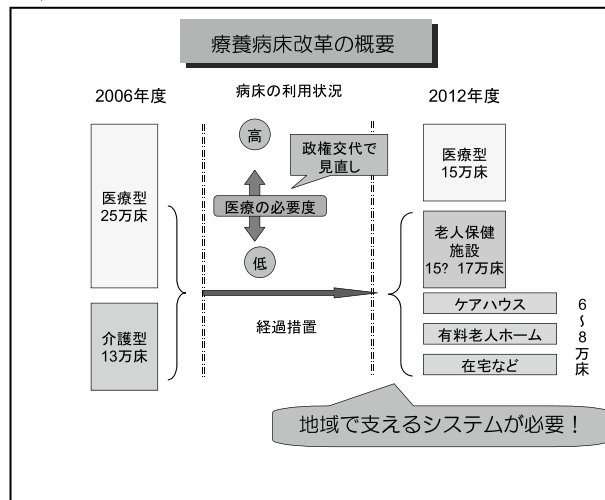 療養病床改革の概要
2006年度
病床の利用状況
2012年度
医療型
25万床
介護型
13万床
高
政権交代で
見直し
医療の必要度
低
経過措置
医療型
15万床
老人保健
施設
15? 17万床
ケアハウス
有料老人ホーム
在宅など
6～8万床
地域で支えるシステムが必要！